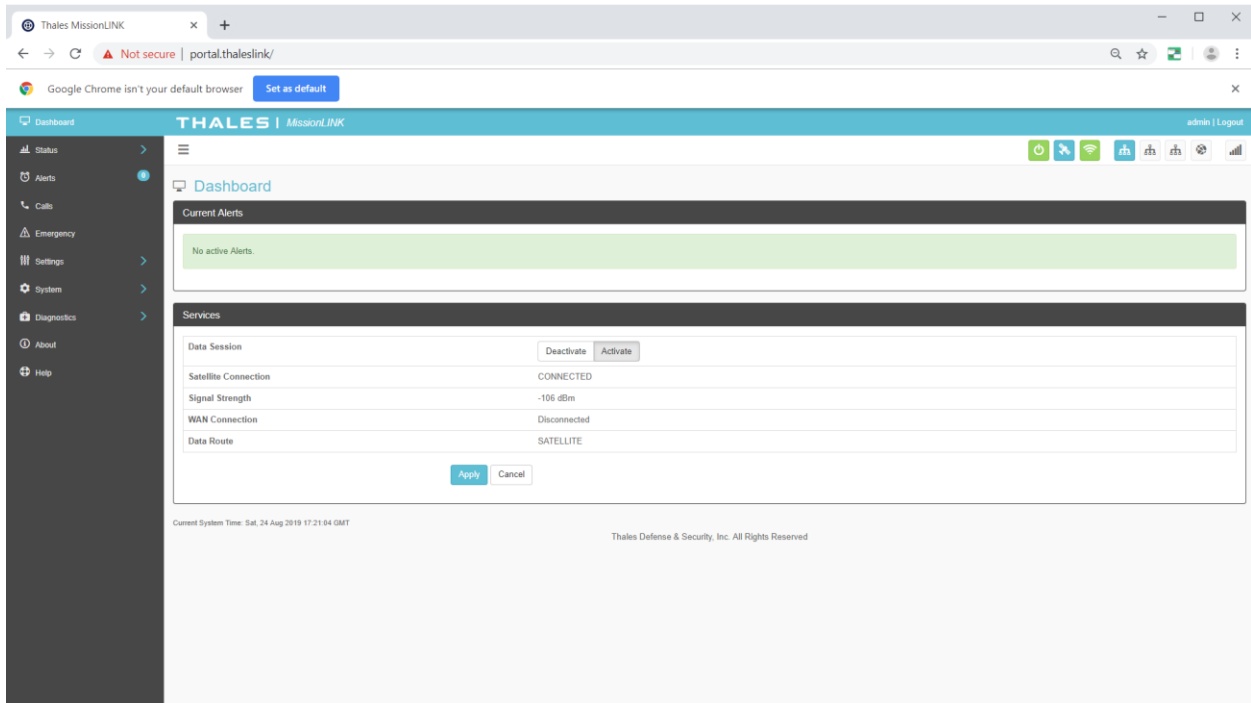 Thales MissionLINK
Not secure | portal.thaleslink/
Google Chrome isn't your default browser Set as default
Dashboard THALES | MissionLINK admin | Logout
Status
Alerts 0
Dashboard
Calls
Current Alerts
Emergency
No active Alerts.
Settings
System
Diagnostics Services
About
Data Session Deactivate Activate
Help
Satellite Connection CONNECTED
Signal Strength -106 dBm
WAN Connection Disconnected
Data Route SATELLITE
Apply Cancel
Current System Time: Sat, 24 Aug 2019 17:21:04 GMT
Thales Defense & Security, Inc. All Rights Reserved